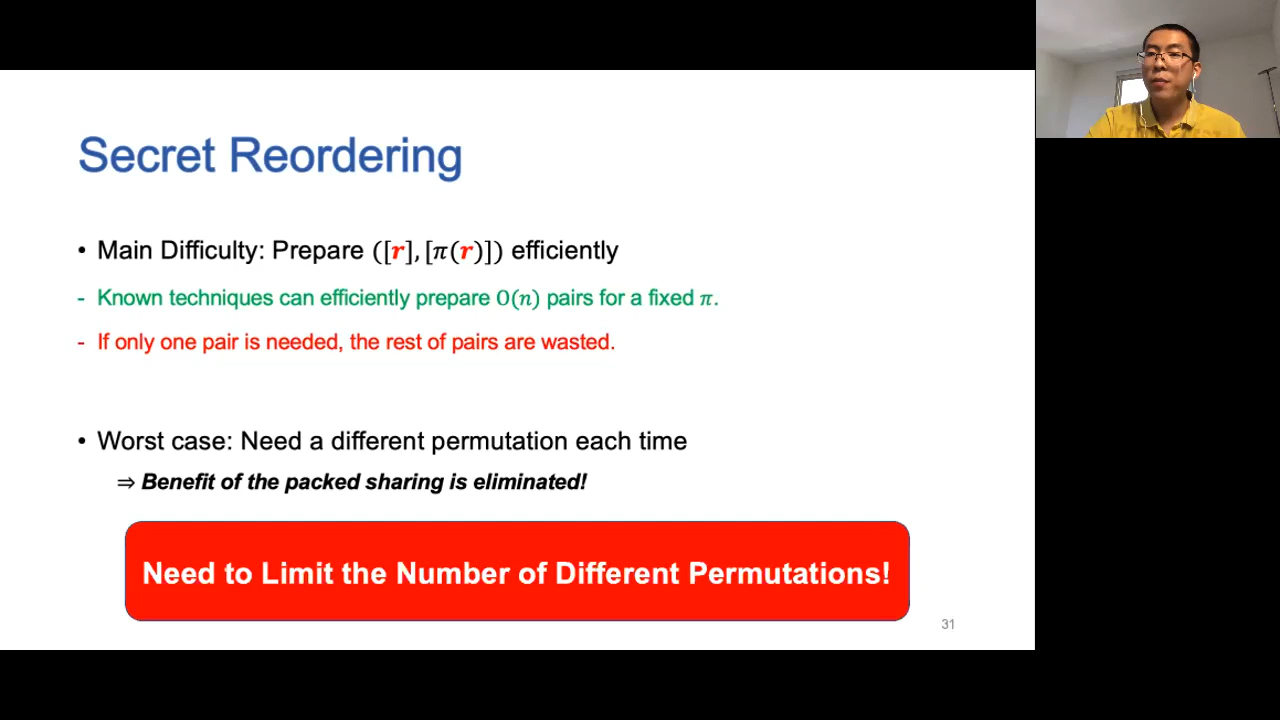 Secret Reordering
• Main Difficulty: Prepare ([𝒓], [𝜋(𝒓)]) efficiently
- Known techniques can efficiently prepare O(𝑛) pairs for a fixed 𝜋.
- If only one pair is needed, the rest of pairs are wasted.
• Worst case: Need a different permutation each time
⇒ Benefit of the packed sharing is eliminated!
Need to Limit the Number of Different Permutations!
31